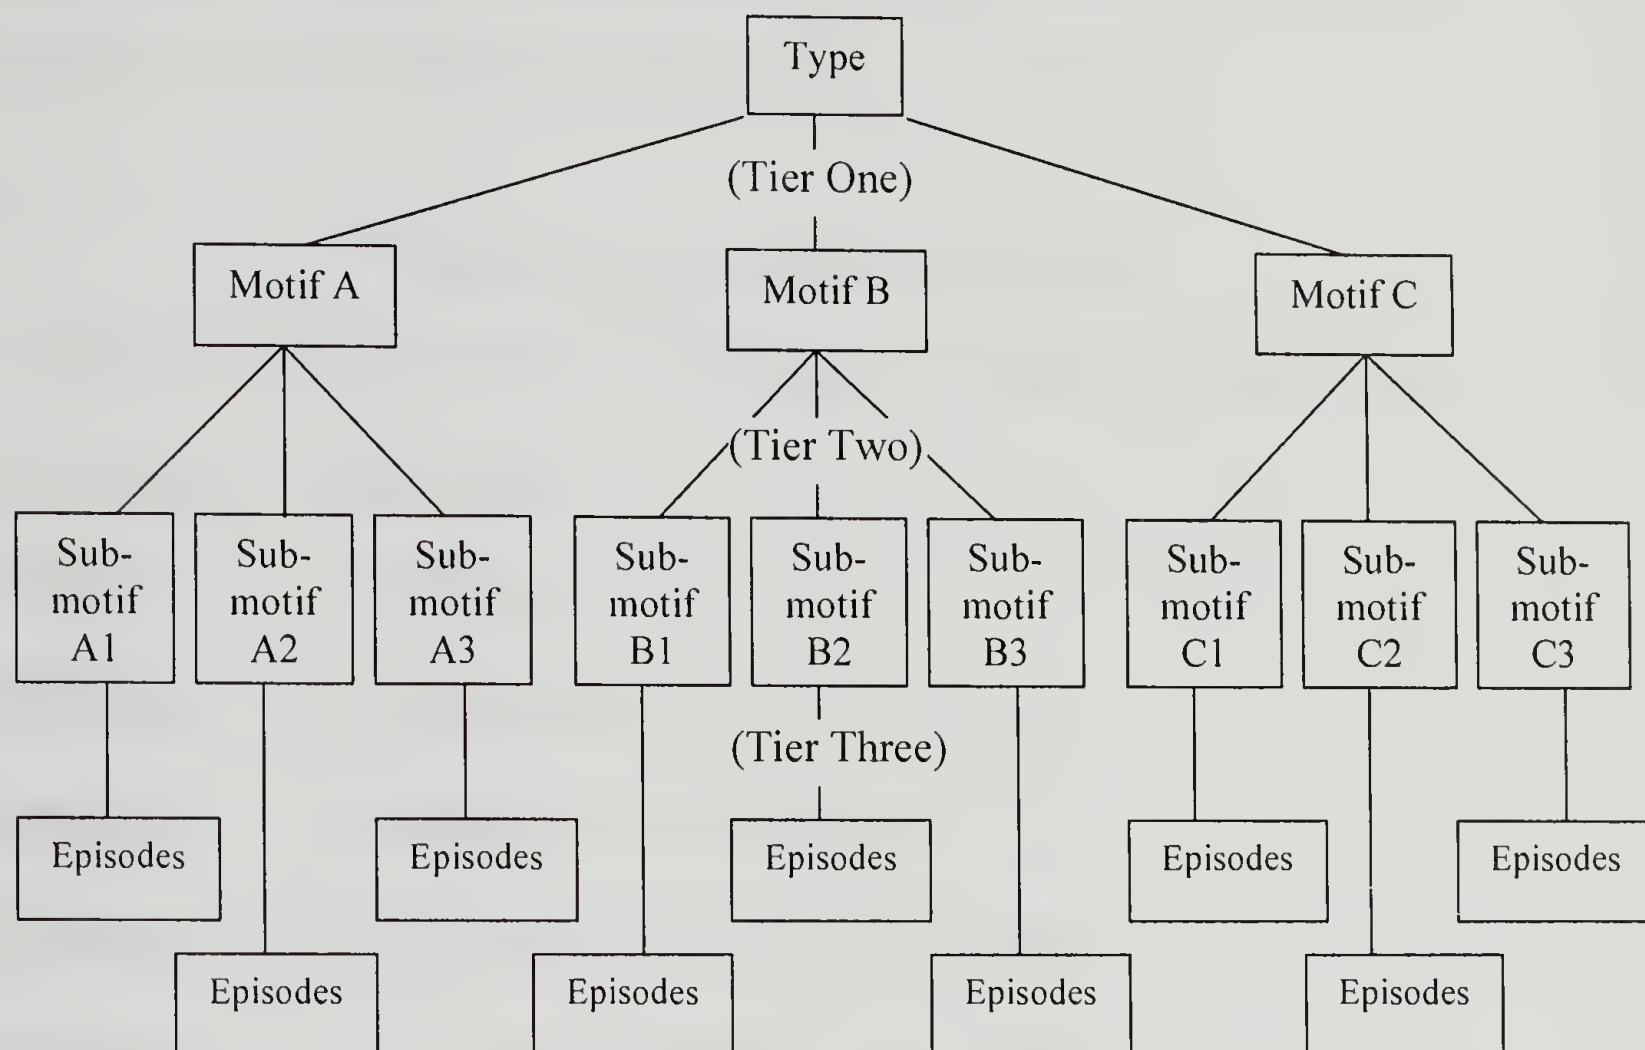 Type
(Tier One)
Motif A
Motif B
Motif C
(Tier Two)
Sub-
motif
A1
Sub-
motif
A2
Sub-
motif
A3
Sub-
motif
B1
Sub-
motif
B2
Sub-
motif
B3
Sub-
motif
C1
Sub-
motif
C2
Sub-
motif
C3
(Tier Three)
Episodes
Episodes
Episodes
Episodes
Episodes
Episodes
Episodes
Episodes
Episodes